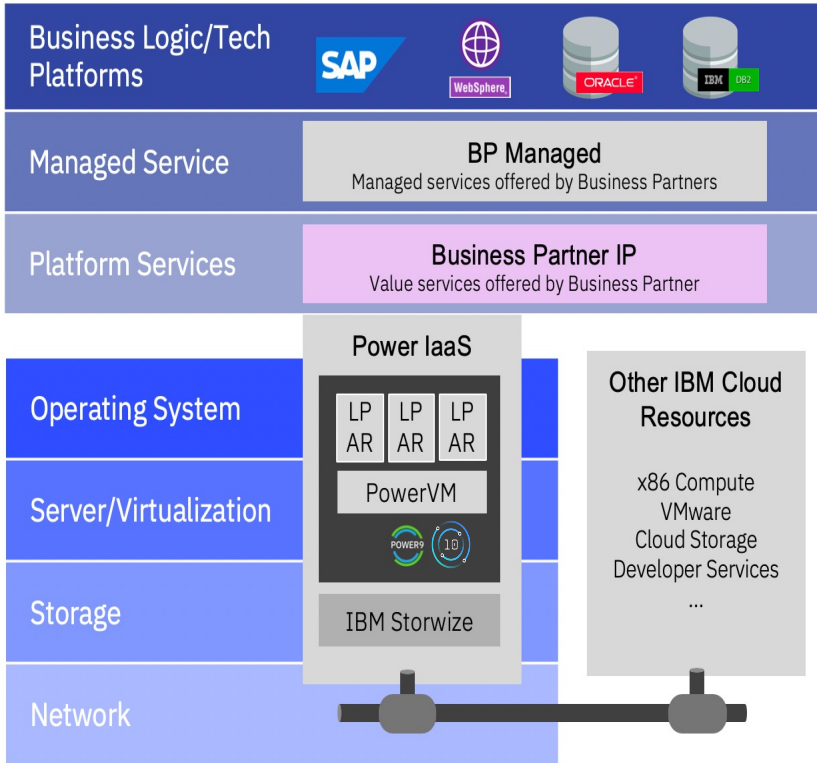 Business Logic/Tech
Platforms
SAP
WebSphere
ORACLE
IBM DB2
Managed Service
BP Managed
Managed services offered by Business Partners
Platform Services
Business Partner IP
Value services offered by Business Partner
Power IaaS
Operating System
LP LP LP
AR AR AR
Server/Virtualization
PowerVM
POWER9 10
Storage
IBM Storwize
Network
Other IBM Cloud
Resources
x86 Compute
VMware
Cloud Storage
Developer Services
...